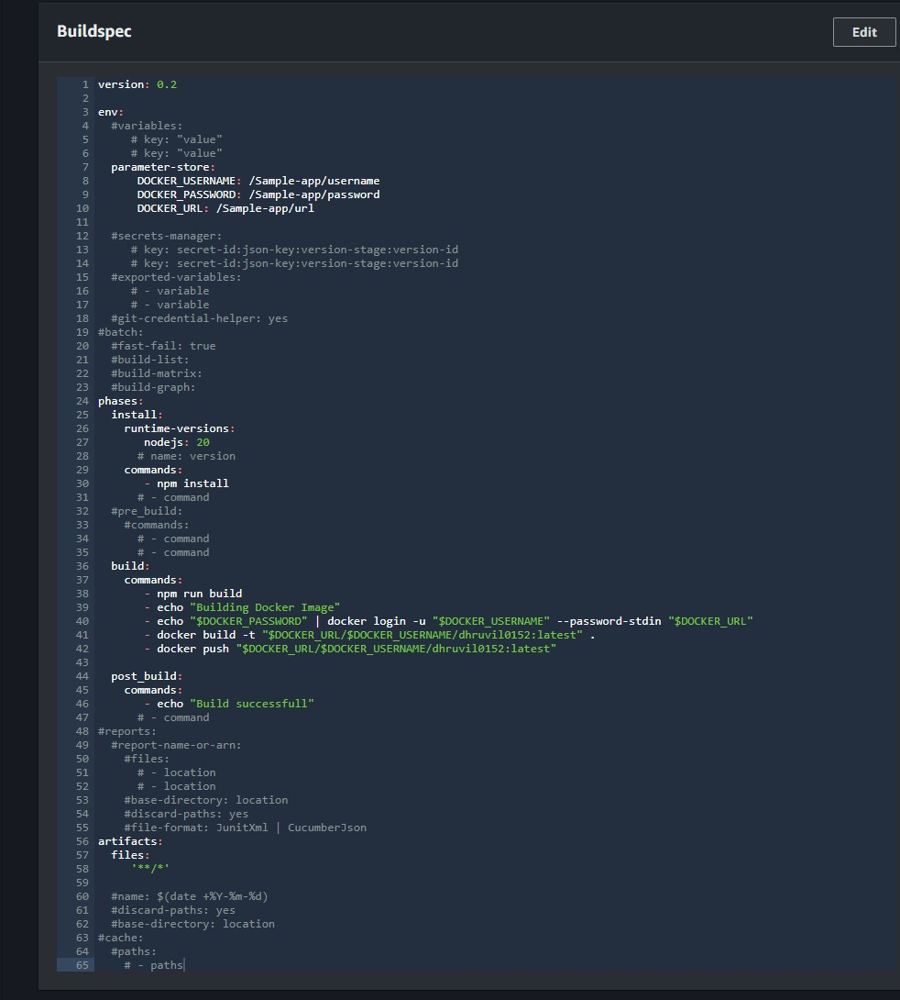 Buildspec
Edit
1 version: 0.2
2
3 env:
4   #variables:
5      # key: "value"
6      # key: "value"
7   parameter-store:
8       DOCKER_USERNAME: /Sample-app/username
9       DOCKER_PASSWORD: /Sample-app/password
10       DOCKER_URL: /Sample-app/url
11
12   #secrets-manager:
13      # key: secret-id:json-key:version-stage:version-id
14      # key: secret-id:json-key:version-stage:version-id
15   #exported-variables:
16      # - variable
17      # - variable
18   #git-credential-helper: yes
19 #batch:
20   #fast-fail: true
21   #build-list:
22   #build-matrix:
23   #build-graph:
24 phases:
25   install:
26     runtime-versions:
27        nodejs: 20
28       # name: version
29     commands:
30        - npm install
31       # - command
32   #pre_build:
33     #commands:
34       # - command
35       # - command
36   build:
37     commands:
38        - npm run build
39        - echo "Building Docker Image"
40        - echo "$DOCKER_PASSWORD" | docker login -u "$DOCKER_USERNAME" --password-stdin "$DOCKER_URL"
41        - docker build -t "$DOCKER_URL/$DOCKER_USERNAME/dhruvil0152:latest" .
42        - docker push "$DOCKER_URL/$DOCKER_USERNAME/dhruvil0152:latest"
43
44   post_build:
45     commands:
46        - echo "Build successfull"
47       # - command
48 #reports:
49   #report-name-or-arn:
50     #files:
51       # - location
52       # - location
53     #base-directory: location
54     #discard-paths: yes
55     #file-format: JunitXml | CucumberJson
56 artifacts:
57   files:
58      '**/*'
59
60   #name: $(date +%Y-%m-%d)
61   #discard-paths: yes
62   #base-directory: location
63 #cache:
64   #paths:
65     # - paths